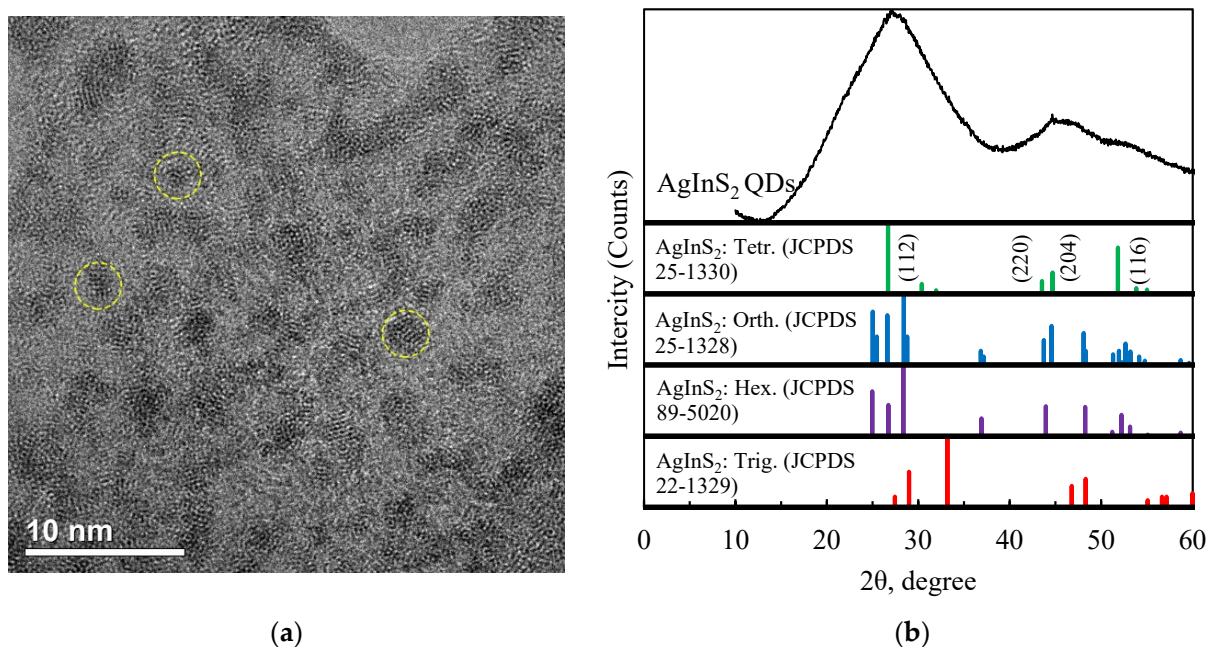 10 nm
(a)
Intercity (Counts)
AgInS₂ QDs
AgInS₂: Tetr. (JCPDS
25-1330)
(112)
(220)
(204)
(116)
AgInS₂: Orth. (JCPDS
25-1328)
AgInS₂: Hex. (JCPDS
89-5020)
AgInS₂: Trig. (JCPDS
22-1329)
0 10 20 30 40 50 60
2θ, degree
(b)